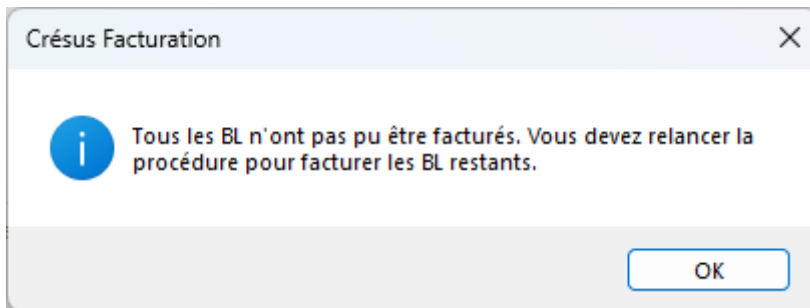 Crésus Facturation
Tous les BL n'ont pas pu être facturés. Vous devez relancer la
procédure pour facturer les BL restants.
OK